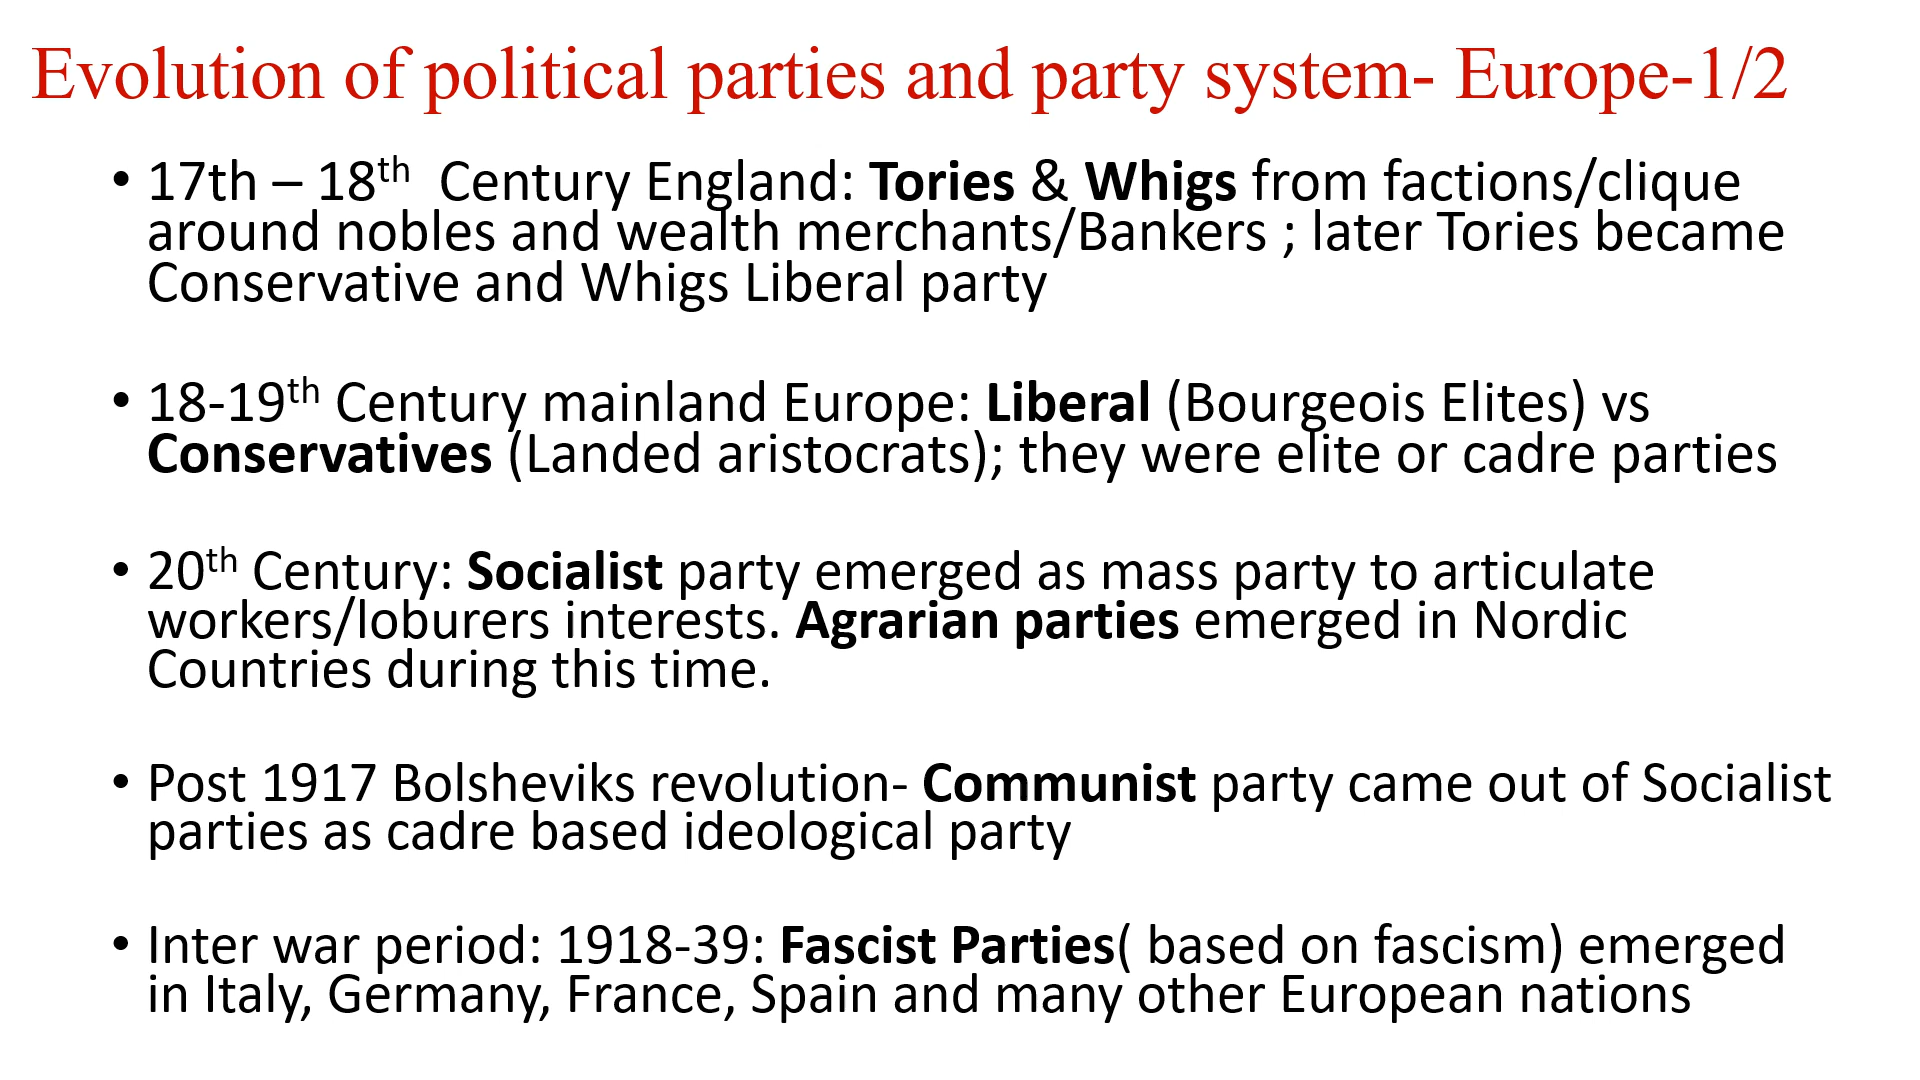 Evolution of political parties and party system- Europe-1/2
• 17th – 18th Century England: Tories & Whigs from factions/clique
around nobles and wealth merchants/Bankers ; later Tories became
Conservative and Whigs Liberal party
• 18-19th Century mainland Europe: Liberal (Bourgeois Elites) vs
Conservatives (Landed aristocrats); they were elite or cadre parties
• 20th Century: Socialist party emerged as mass party to articulate
workers/loburers interests. Agrarian parties emerged in Nordic
Countries during this time.
• Post 1917 Bolsheviks revolution- Communist party came out of Socialist
parties as cadre based ideological party
• Inter war period: 1918-39: Fascist Parties( based on fascism) emerged
in Italy, Germany, France, Spain and many other European nations